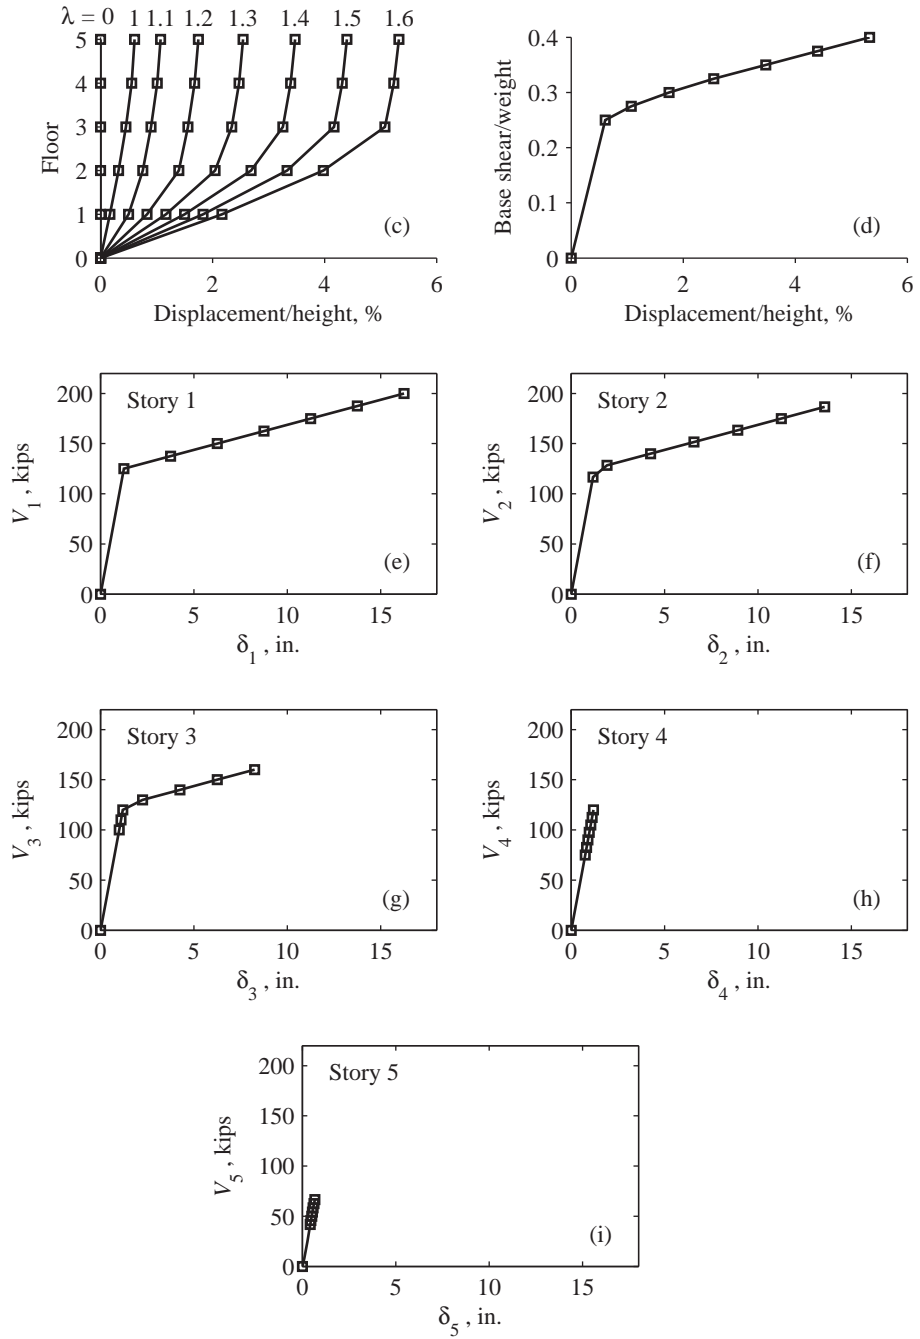 λ = 0 1 1.1 1.2 1.3 1.4 1.5 1.6
5
4
3
2
1
0
Floor
(c)
0 2 4 6
Displacement/height, %
0.4
0.3
0.2
0.1
0
Base shear/weight
(d)
0 2 4 6
Displacement/height, %
200
150
100
50
0
V1 , kips
Story 1
(e)
0 5 10 15
δ1 , in.
200
150
100
50
0
V2 , kips
Story 2
(f)
0 5 10 15
δ2 , in.
200
150
100
50
0
V3 , kips
Story 3
(g)
0 5 10 15
δ3 , in.
200
150
100
50
0
V4 , kips
Story 4
(h)
0 5 10 15
δ4 , in.
200
150
100
50
0
V5 , kips
Story 5
(i)
0 5 10 15
δ5 , in.